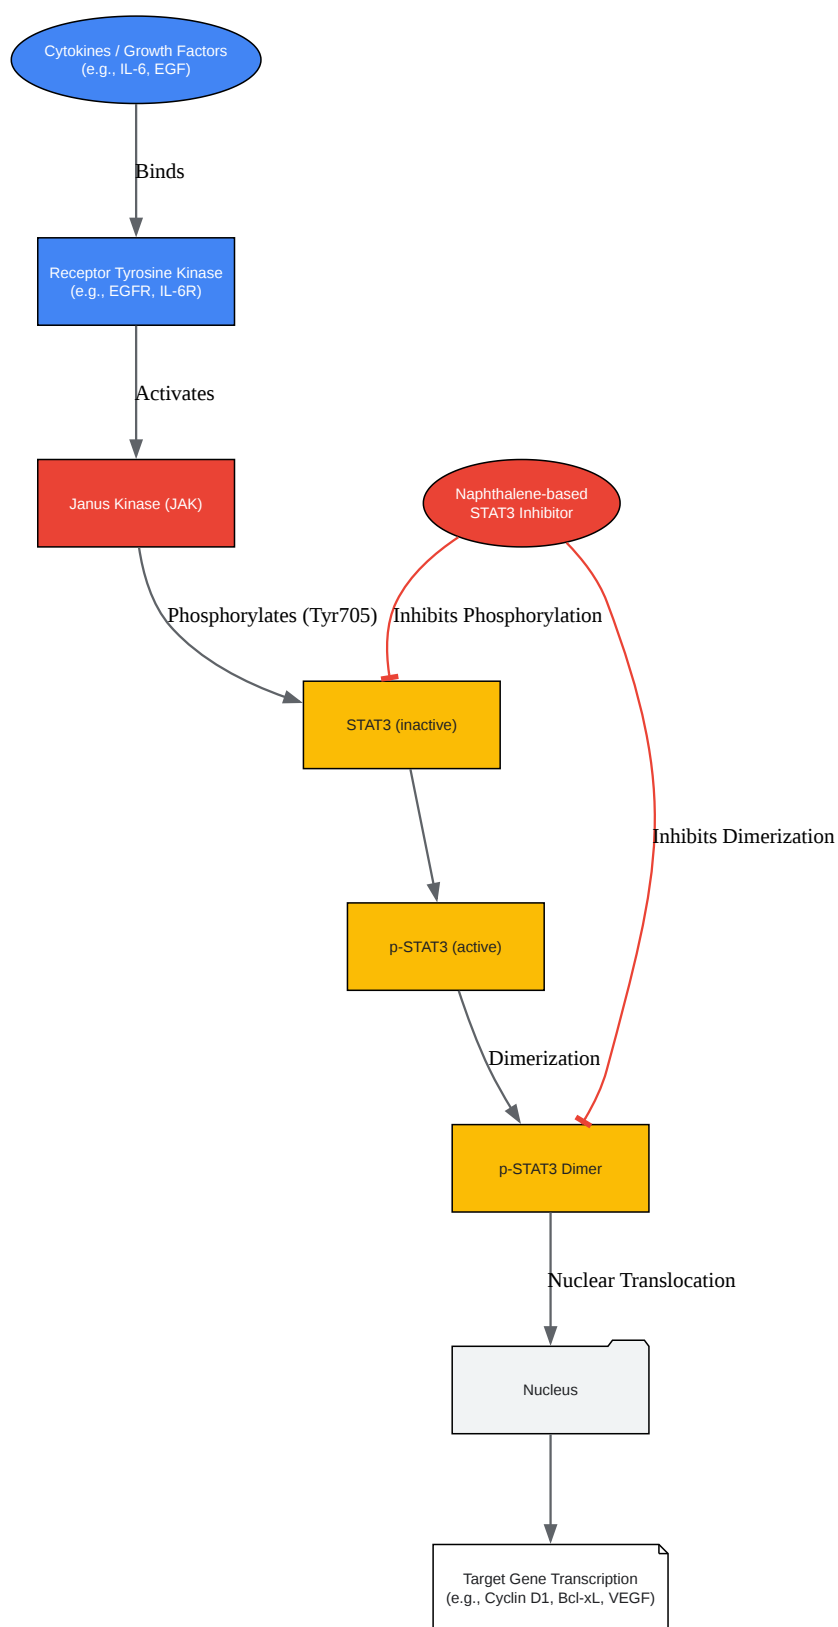 Cytokines / Growth Factors
(e.g., IL-6, EGF)
Binds
Receptor Tyrosine Kinase
(e.g., EGFR, IL-6R)
Activates
Janus Kinase (JAK)
Naphthalene-based
STAT3 Inhibitor
Phosphorylates (Tyr705)
Inhibits Phosphorylation
STAT3 (inactive)
Inhibits Dimerization
p-STAT3 (active)
Dimerization
p-STAT3 Dimer
Nuclear Translocation
Nucleus
Target Gene Transcription
(e.g., Cyclin D1, Bcl-xL, VEGF)